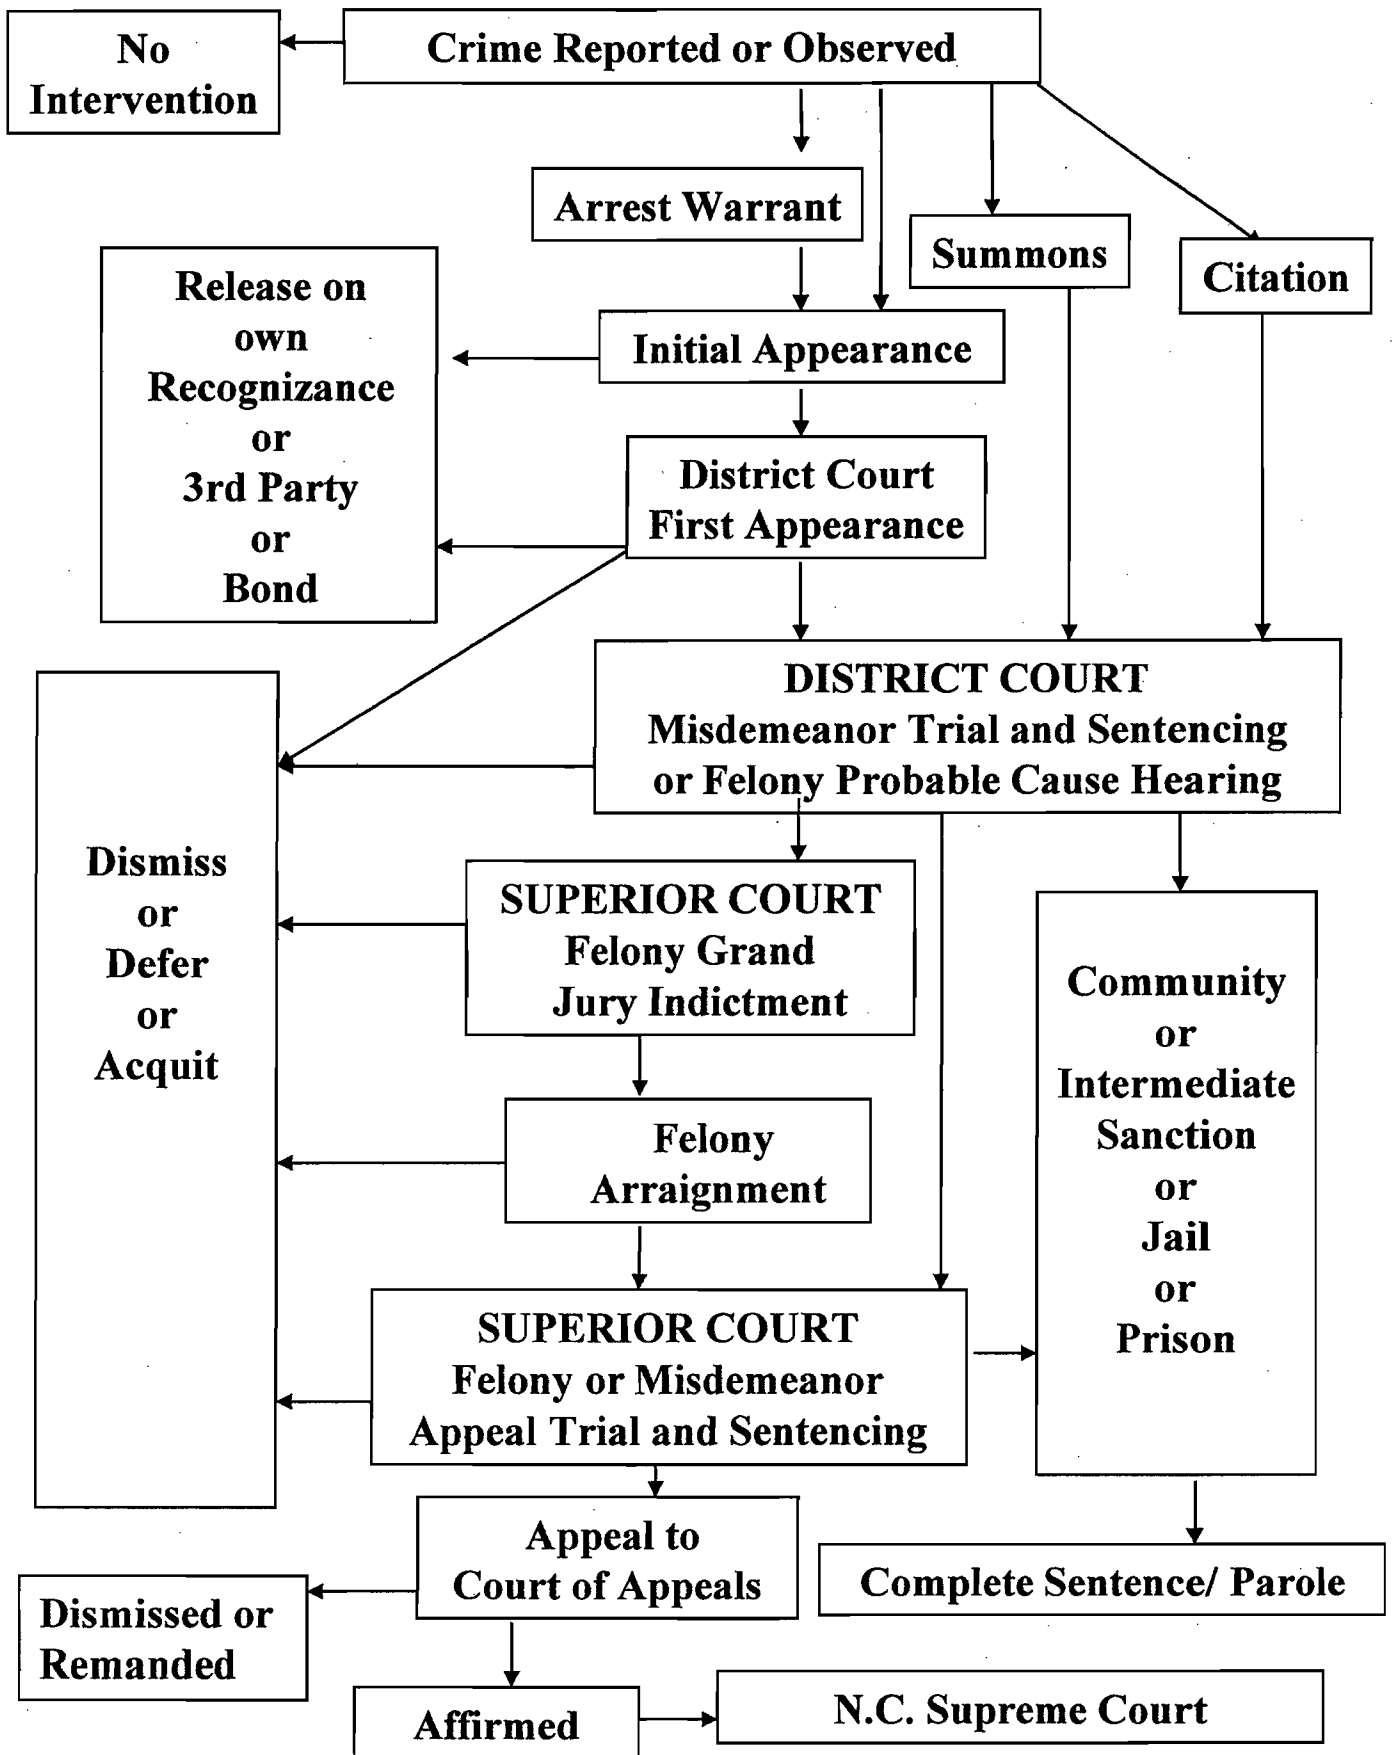 No
Intervention
Crime Reported or Observed
Arrest Warrant
Summons
Citation
Release on
own
Recognizance
or
3rd Party
or
Bond
Initial Appearance
District Court
First Appearance
DISTRICT COURT
Misdemeanor Trial and Sentencing
or Felony Probable Cause Hearing
Dismiss
or
Defer
or
Acquit
SUPERIOR COURT
Felony Grand
Jury Indictment
Community
or
Intermediate
Sanction
or
Jail
or
Prison
Felony
Arraignment
SUPERIOR COURT
Felony or Misdemeanor
Appeal Trial and Sentencing
Appeal to
Court of Appeals
Complete Sentence/ Parole
Dismissed or
Remanded
Affirmed
N.C. Supreme Court